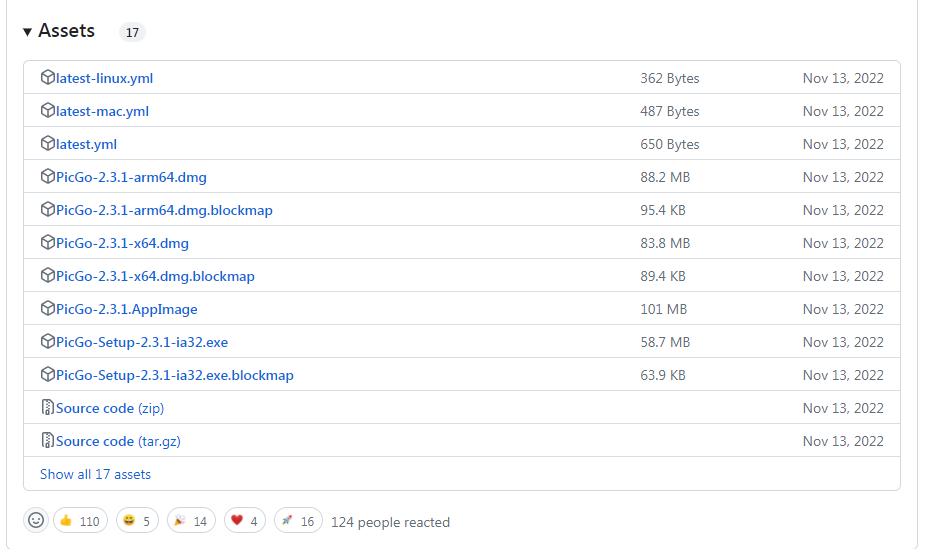 Assets 17
latest-linux.yml 362 Bytes Nov 13, 2022
latest-mac.yml 487 Bytes Nov 13, 2022
latest.yml 650 Bytes Nov 13, 2022
PicGo-2.3.1-arm64.dmg 88.2 MB Nov 13, 2022
PicGo-2.3.1-arm64.dmg.blockmap 95.4 KB Nov 13, 2022
PicGo-2.3.1-x64.dmg 83.8 MB Nov 13, 2022
PicGo-2.3.1-x64.dmg.blockmap 89.4 KB Nov 13, 2022
PicGo-2.3.1.AppImage 101 MB Nov 13, 2022
PicGo-Setup-2.3.1-ia32.exe 58.7 MB Nov 13, 2022
PicGo-Setup-2.3.1-ia32.exe.blockmap 63.9 KB Nov 13, 2022
Source code (zip) Nov 13, 2022
Source code (tar.gz) Nov 13, 2022
Show all 17 assets
110 5 14 4 16 124 people reacted